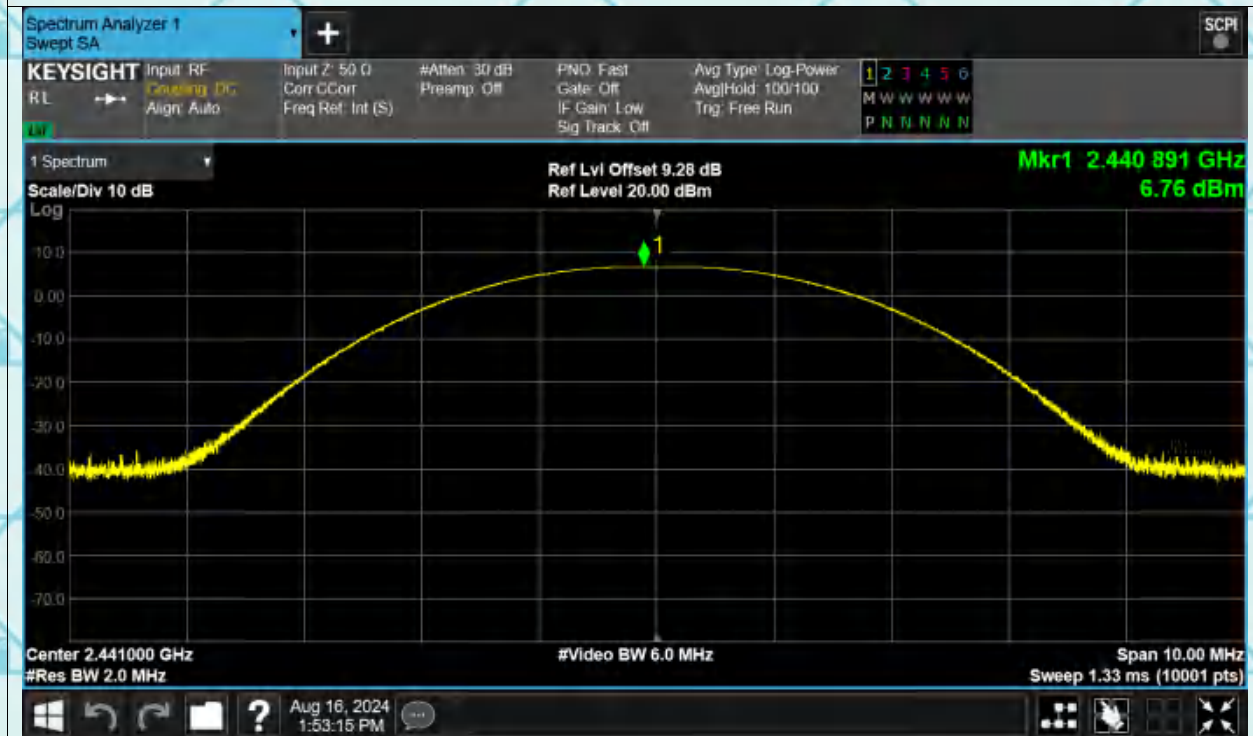 Spectrum Analyzer 1
Swept SA
+
SCPI
KEYSIGHT
RL
Input: RF
Coupling: DC
Align: Auto
Input Z: 50 Ω
Corr CCorr
Freq Ref: Int (S)
#Atten: 30 dB
Preamp: Off
PNO: Fast
Gate: Off
IF Gain: Low
Sig Track: Off
Avg Type: Log-Power
Avg|Hold: 100/100
Trig: Free Run
1 2 3 4 5 6
M W W W W W
P N N N N N
1 Spectrum
Scale/Div 10 dB
Log
Ref Lvl Offset 9.28 dB
Ref Level 20.00 dBm
Mkr1 2.440 891 GHz
6.76 dBm
1
10.0
0.00
-10.0
-20.0
-30.0
-40.0
-50.0
-60.0
-70.0
Center 2.441000 GHz
#Res BW 2.0 MHz
#Video BW 6.0 MHz
Span 10.00 MHz
Sweep 1.33 ms (10001 pts)
?
Aug 16, 2024
1:53:15 PM